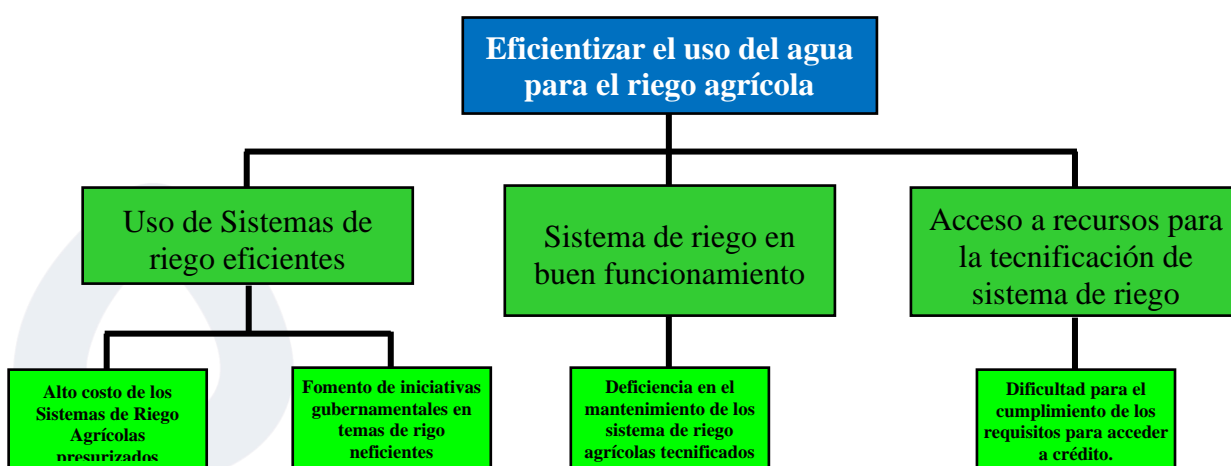 Eficientizar el uso del agua
para el riego agrícola
Uso de Sistemas de
riego eficientes
Sistema de riego en
buen funcionamiento
Acceso a recursos para
la tecnificación de
sistema de riego
Alto costo de los
Sistemas de Riego
Agrícolas
presurizados
Fomento de iniciativas
gubernamentales en
temas de rigo
neficientes
Deficiencia en el
mantenimiento de los
sistema de riego
agrícolas tecnificados
Dificultad para el
cumplimiento de los
requisitos para acceder
a crédito.